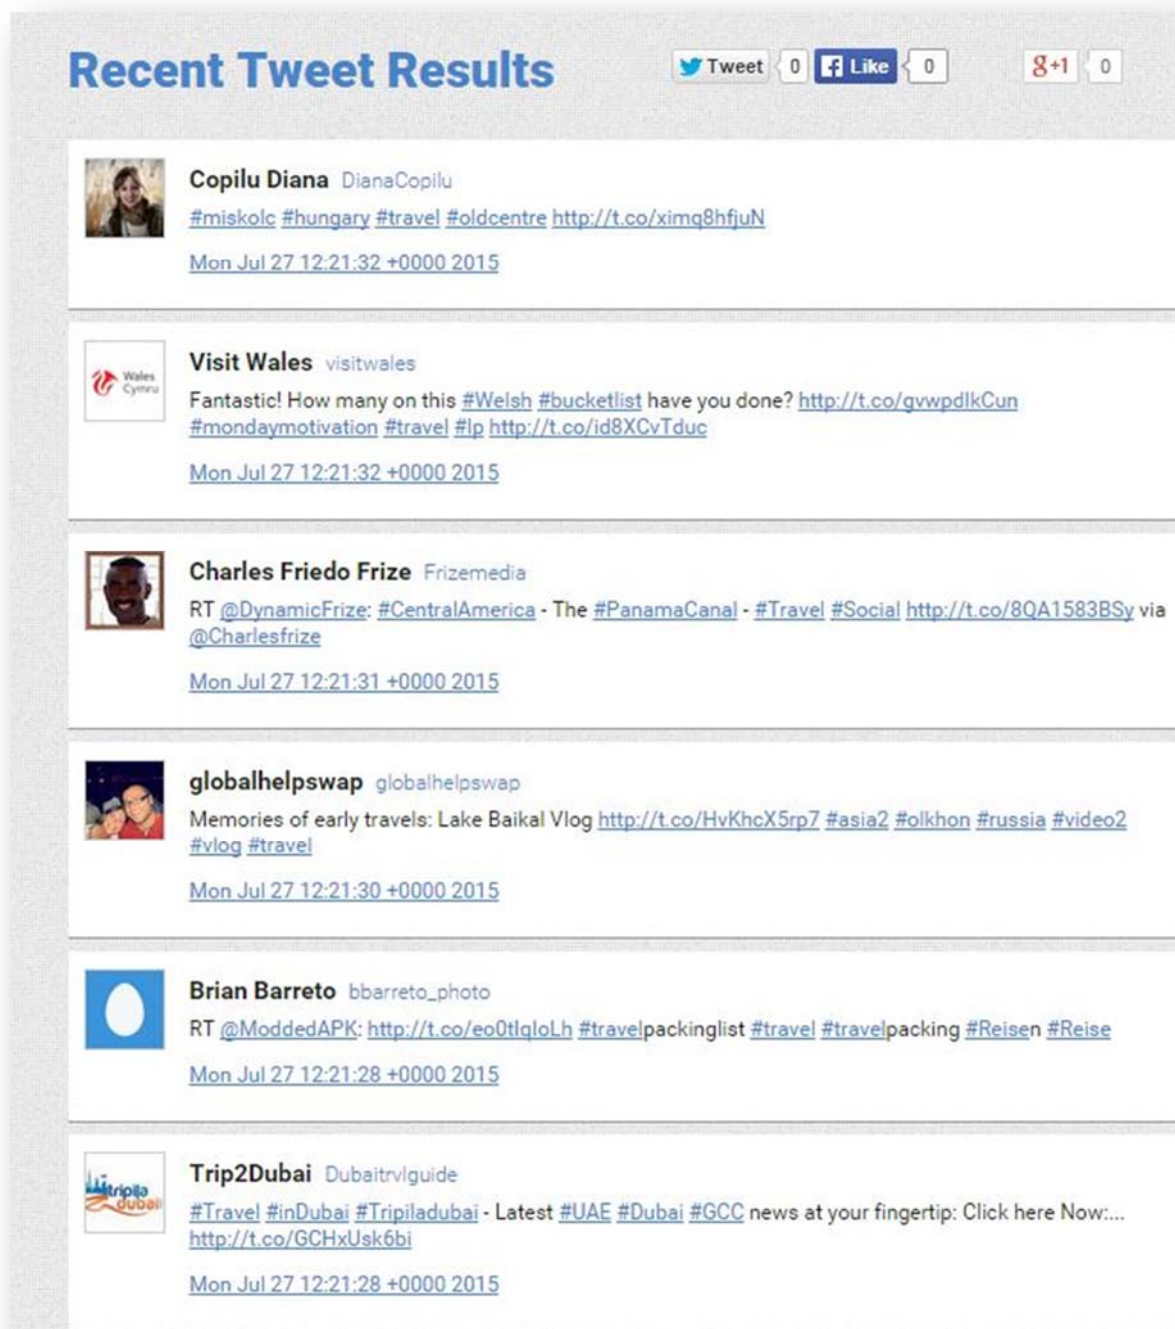 Recent Tweet Results
Tweet 0 Like 0 g+1 0
Copilu Diana DianaCopilu
#miskolc #hungary #travel #oldcentre http://t.co/ximq8hfjuN
Mon Jul 27 12:21:32 +0000 2015
Wales
Cymru
Visit Wales visitwales
Fantastic! How many on this #Welsh #bucketlist have you done? http://t.co/gvwpdlkCun
#mondaymotivation #travel #lp http://t.co/id8XCvTduc
Mon Jul 27 12:21:32 +0000 2015
Charles Friedo Frize Frizemedia
RT @DynamicFrize: #CentralAmerica - The #PanamaCanal - #Travel #Social http://t.co/8QA1583BSy via
@Charlesfrize
Mon Jul 27 12:21:31 +0000 2015
globalhelpswap globalhelpswap
Memories of early travels: Lake Baikal Vlog http://t.co/HvKhcX5rp7 #asia2 #olkhon #russia #video2
#vlog #travel
Mon Jul 27 12:21:30 +0000 2015
Brian Barreto bbarreto_photo
RT @ModdedAPK: http://t.co/eo0tlqIoLh #travelpackinglist #travel #travelpacking #Reisen #Reise
Mon Jul 27 12:21:28 +0000 2015
tripila
dubai
Trip2Dubai Dubaitrvlguide
#Travel #inDubai #Tripiladubai - Latest #UAE #Dubai #GCC news at your fingertip: Click here Now:...
http://t.co/GCHxUsk6bi
Mon Jul 27 12:21:28 +0000 2015